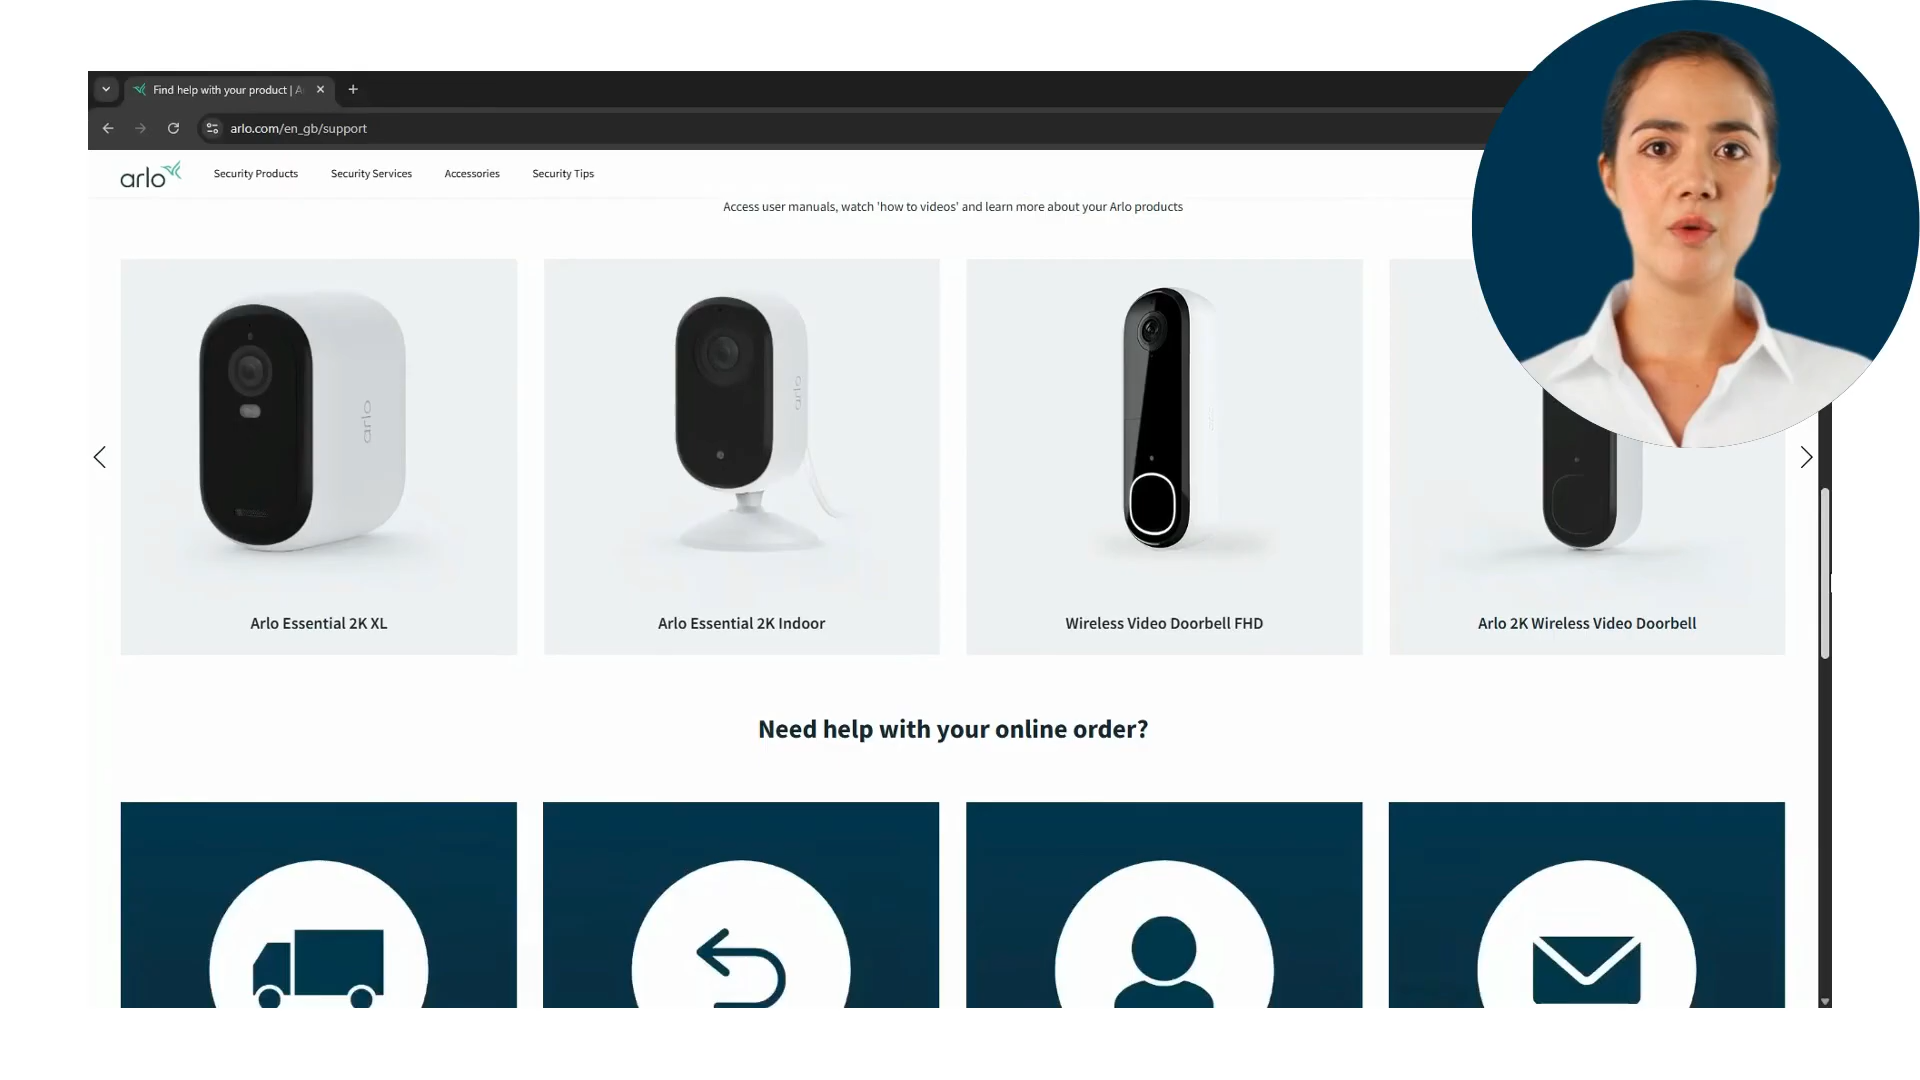 Find help with your product | A
arlo.com/en_gb/support
arlo
Security Products
Security Services
Accessories
Security Tips
Access user manuals, watch 'how to videos' and learn more about your Arlo products
arlo
arlo
Arlo Essential 2K XL
Arlo Essential 2K Indoor
Wireless Video Doorbell FHD
Arlo 2K Wireless Video Doorbell
Need help with your online order?